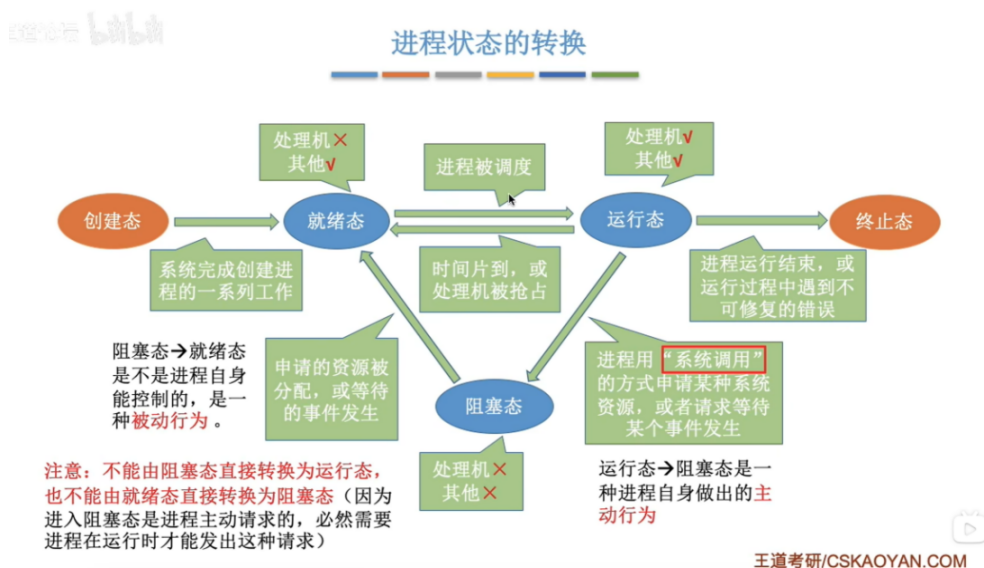 进程状态的转换
处理机×
其他√
进程被调度
处理机√
其他√
创建态
就绪态
运行态
终止态
系统完成创建进
程的一系列工作
时间片到，或
处理机被抢占
进程运行结束，或
运行过程中遇到不
可修复的错误
阻塞态→就绪态
是不是进程自身
能控制的，是一
种被动行为 。
申请的资源被
分配，或等待
的事件发生
进程用“系统调用”
的方式申请某种系统
资源，或者请求等待
某个事件发生
阻塞态
处理机×
其他×
注意：不能由阻塞态直接转换为运行态，
也不能由就绪态直接转换为阻塞态（因为
进入阻塞态是进程主动请求的，必然需要
进程在运行时才能发出这种请求）
运行态→阻塞态是一
种进程自身做出的主
动行为
王道考研/CSKAOYAN.COM